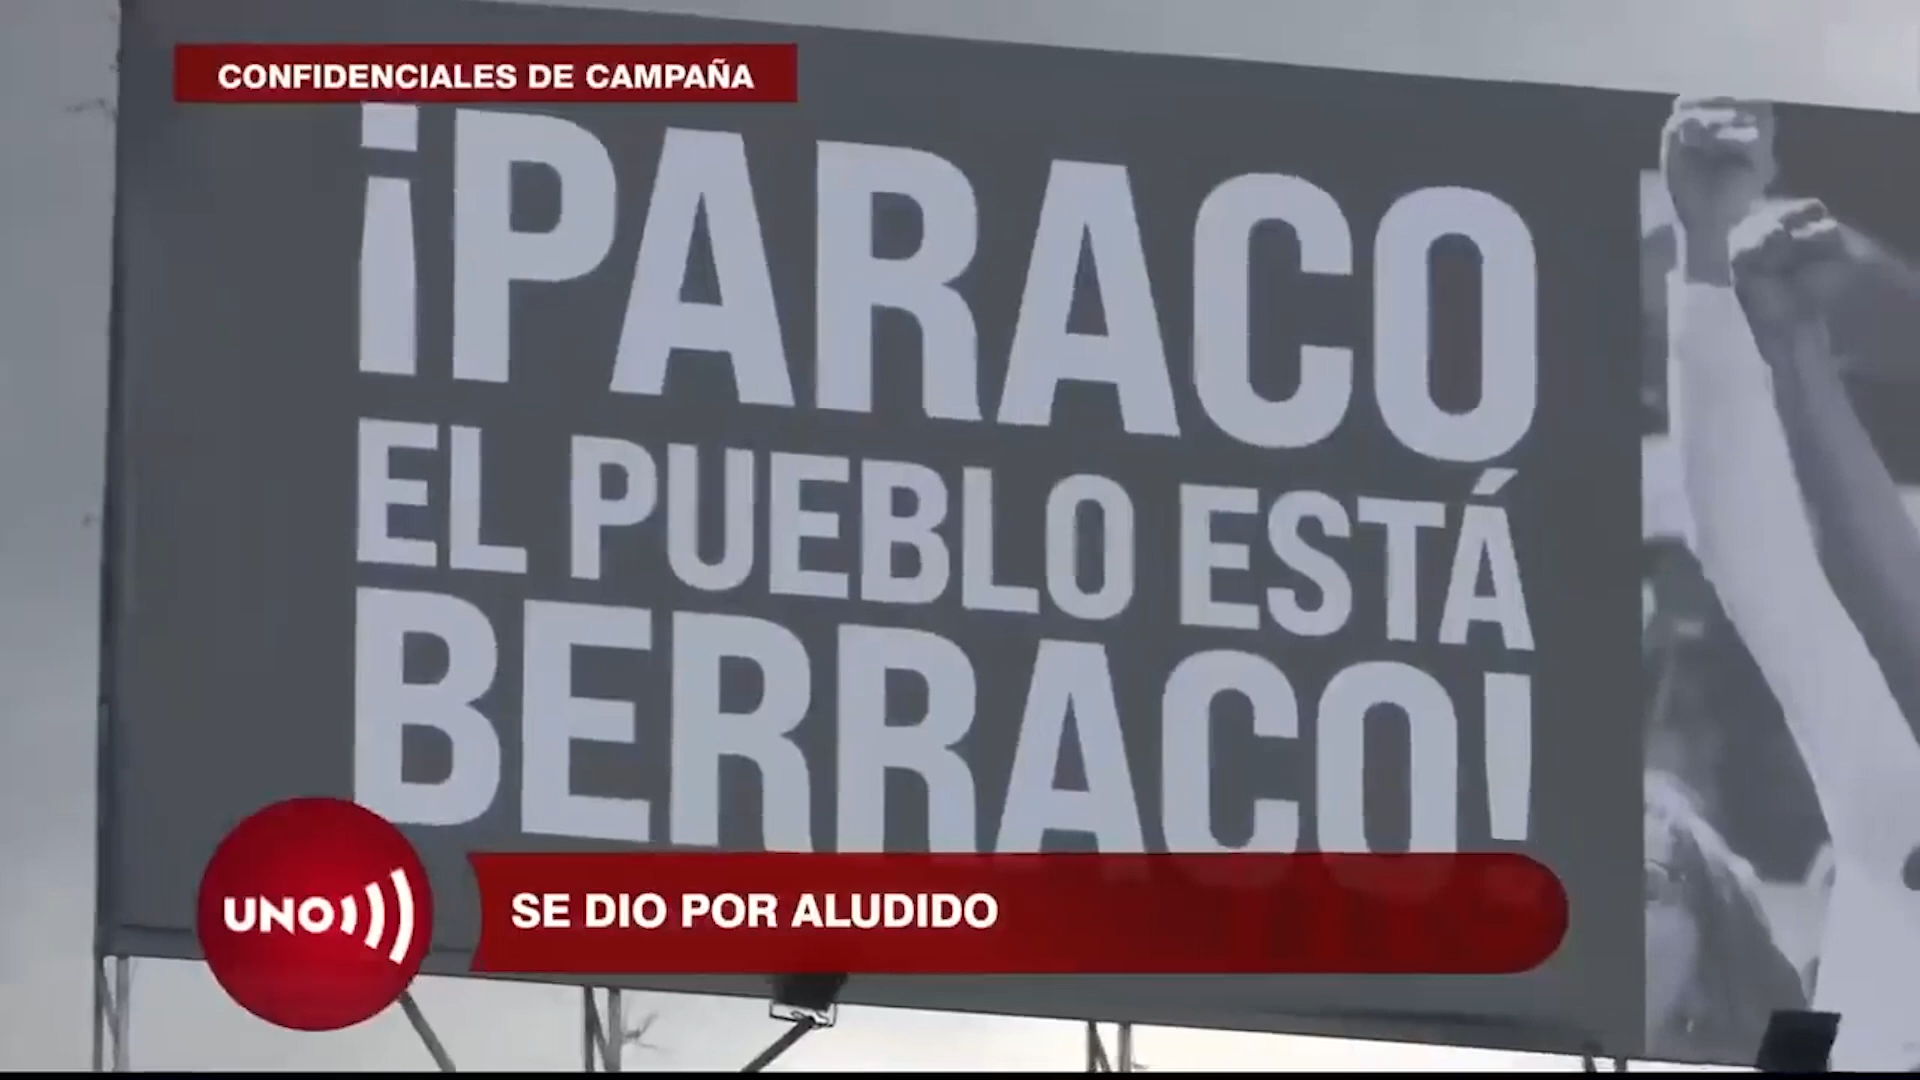 CONFIDENCIALES DE CAMPAÑA
¡PARACO
EL PUEBLO ESTÁ
BERRACO!
UNO
SE DIO POR ALUDIDO